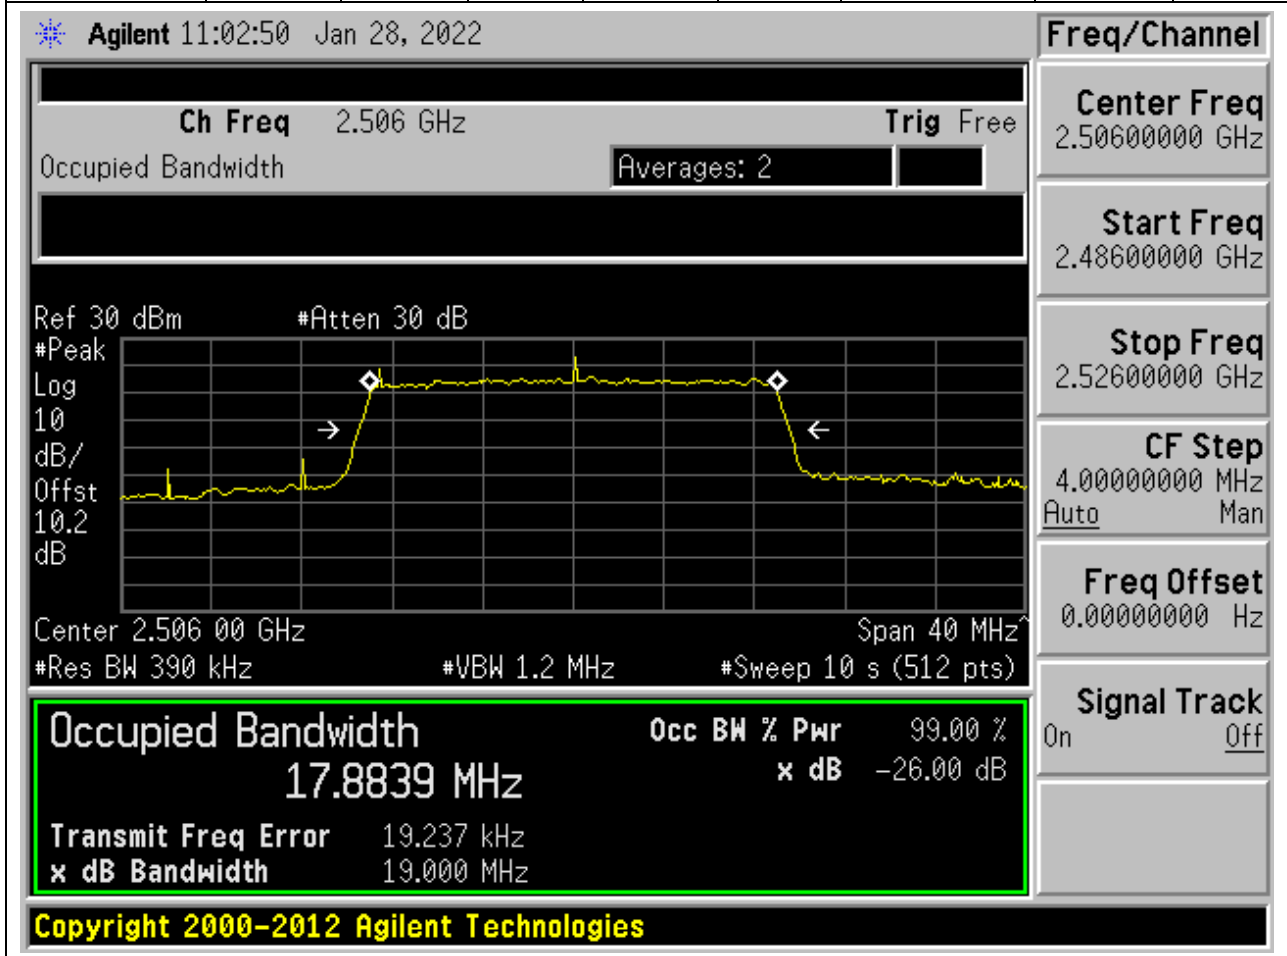 Agilent 11:02:50 Jan 28, 2022
Ch Freq 2.506 GHz Trig Free
Occupied Bandwidth Averages: 2
Ref 30 dBm #Atten 30 dB
#Peak
Log
10
dB/
Offst
10.2
dB
Center 2.506 00 GHz Span 40 MHz^
#Res BW 390 kHz #VBW 1.2 MHz #Sweep 10 s (512 pts)
Occupied Bandwidth
17.8839 MHz
Occ BW % Pwr 99.00 %
x dB -26.00 dB
Transmit Freq Error 19.237 kHz
x dB Bandwidth 19.000 MHz
Copyright 2000-2012 Agilent Technologies
Freq/Channel
Center Freq
2.50600000 GHz
Start Freq
2.48600000 GHz
Stop Freq
2.52600000 GHz
CF Step
4.00000000 MHz
Auto Man
Freq Offset
0.00000000 Hz
Signal Track
On Off